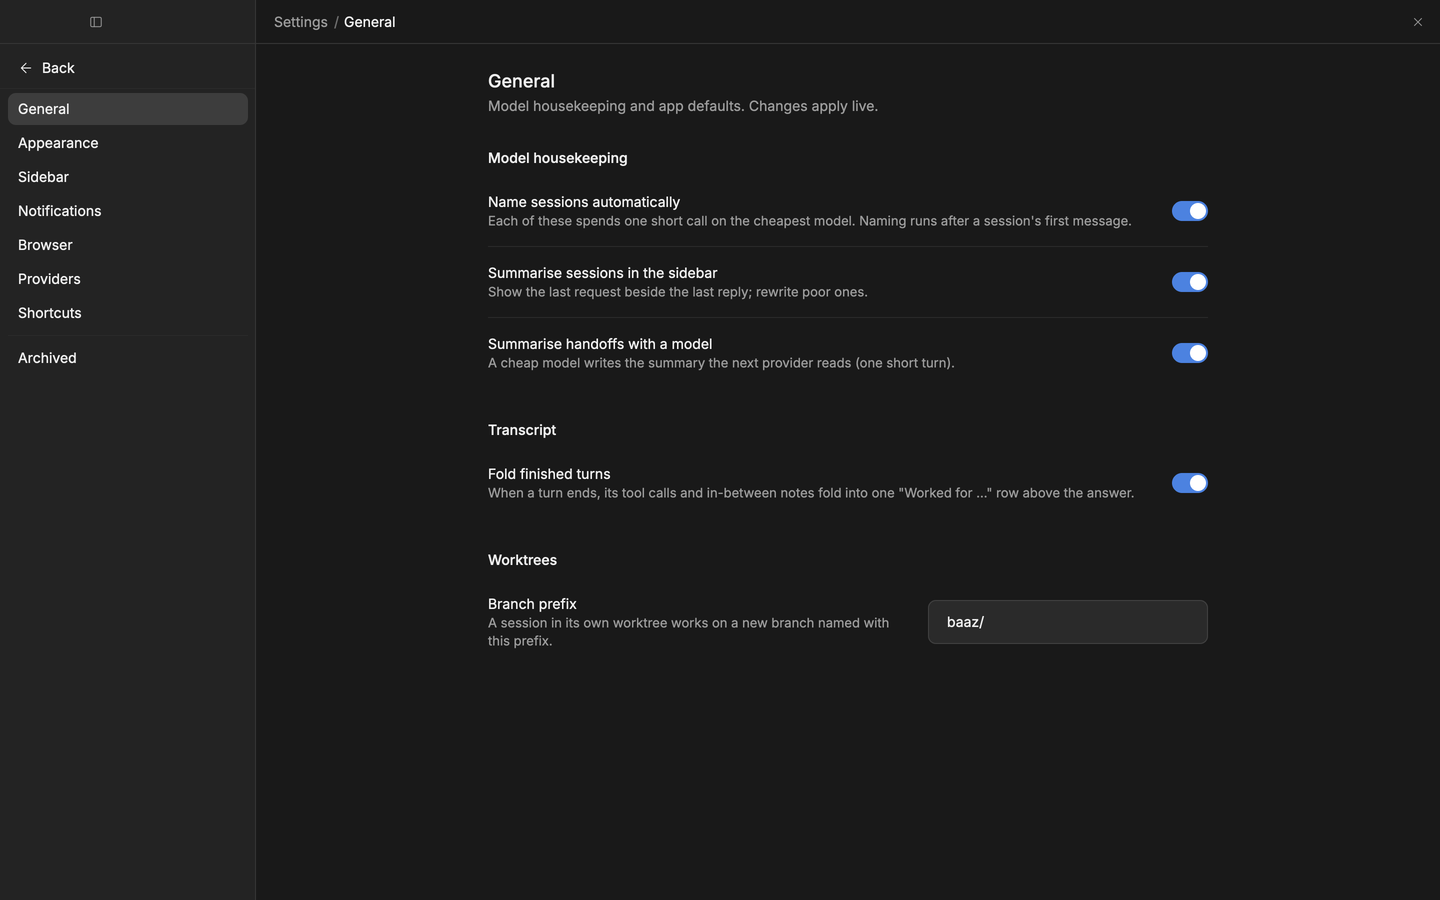 Settings / General
Back
General
Appearance
Sidebar
Notifications
Browser
Providers
Shortcuts
Archived
General
Model housekeeping and app defaults. Changes apply live.
Model housekeeping
Name sessions automatically
Each of these spends one short call on the cheapest model. Naming runs after a session's first message.
Summarise sessions in the sidebar
Show the last request beside the last reply; rewrite poor ones.
Summarise handoffs with a model
A cheap model writes the summary the next provider reads (one short turn).
Transcript
Fold finished turns
When a turn ends, its tool calls and in-between notes fold into one "Worked for ..." row above the answer.
Worktrees
Branch prefix
A session in its own worktree works on a new branch named with
this prefix.
baaz/